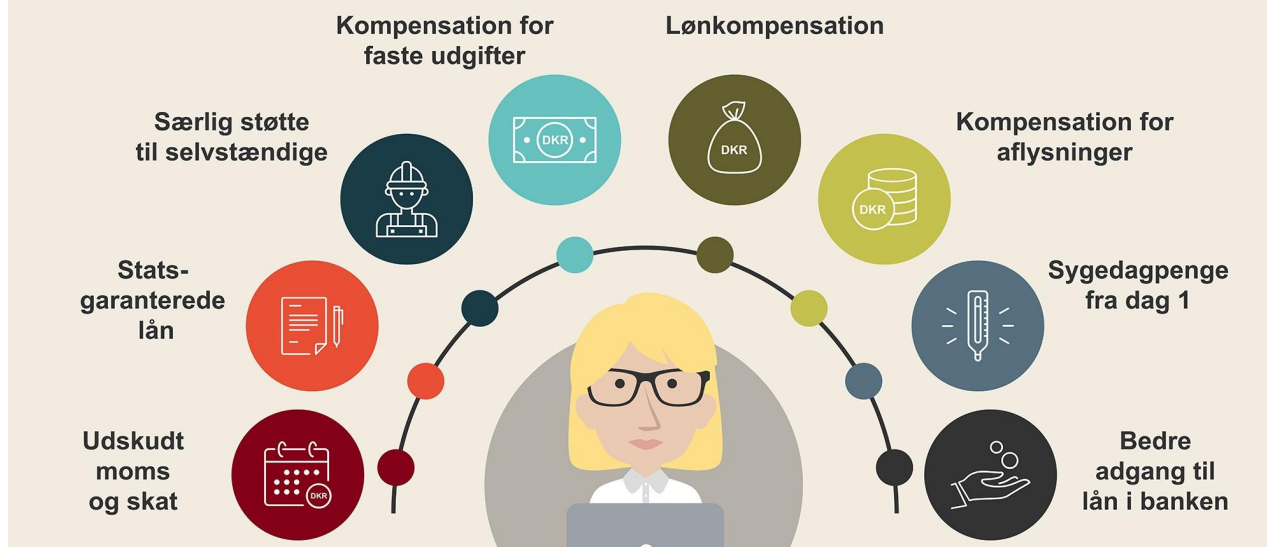 Kompensation for
faste udgifter
Lønkompensation
Særlig støtte
til selvstændige
Kompensation for
aflysninger
DKR
DKR
DKR
Stats-
garanterede
lån
Sygedagpenge
fra dag 1
Udskudt
moms
og skat
DKR
Bedre
adgang til
lån i banken